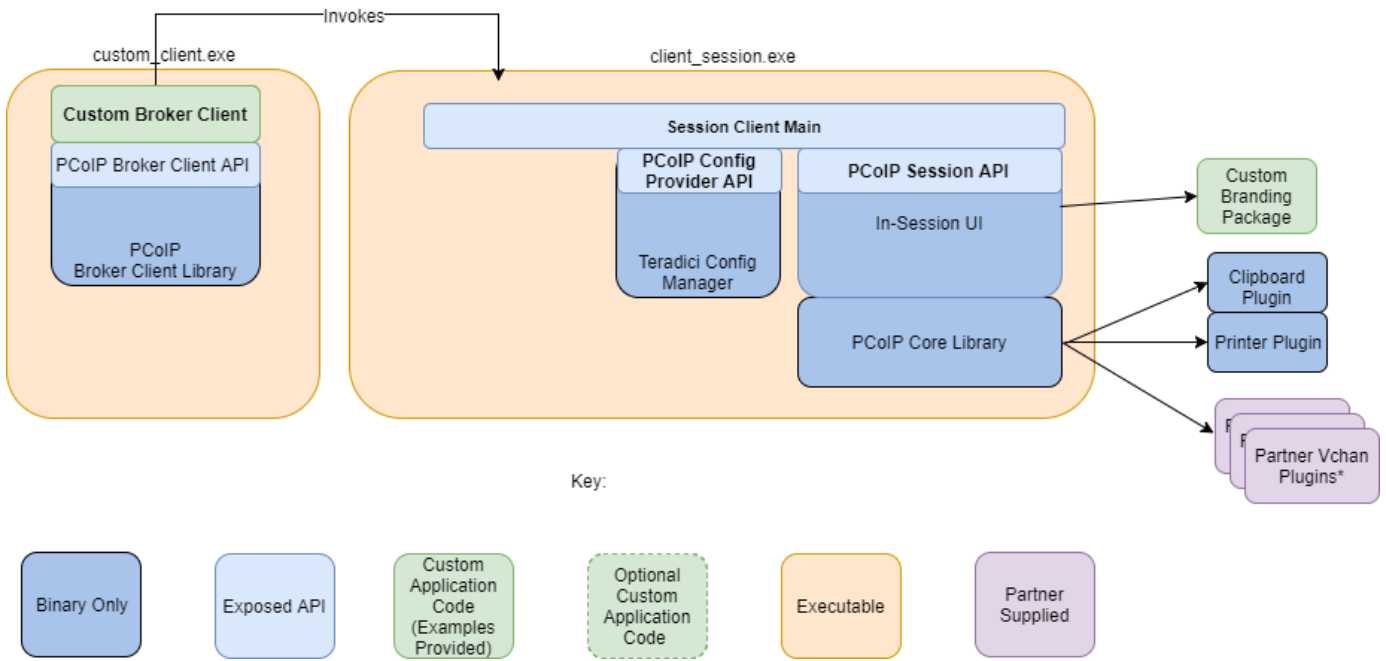 Invokes
custom_client.exe
client_session.exe
Custom Broker Client
PCoIP Broker Client API
PCoIP
Broker Client Library
Session Client Main
PCoIP Config
Provider API
Teradici Config
Manager
PCoIP Session API
In-Session UI
PCoIP Core Library
Custom
Branding
Package
Clipboard
Plugin
Printer Plugin
Partner Vchan
Plugins*
Key:
Binary Only
Exposed API
Custom
Application
Code
(Examples
Provided)
Optional
Custom
Application
Code
Executable
Partner
Supplied